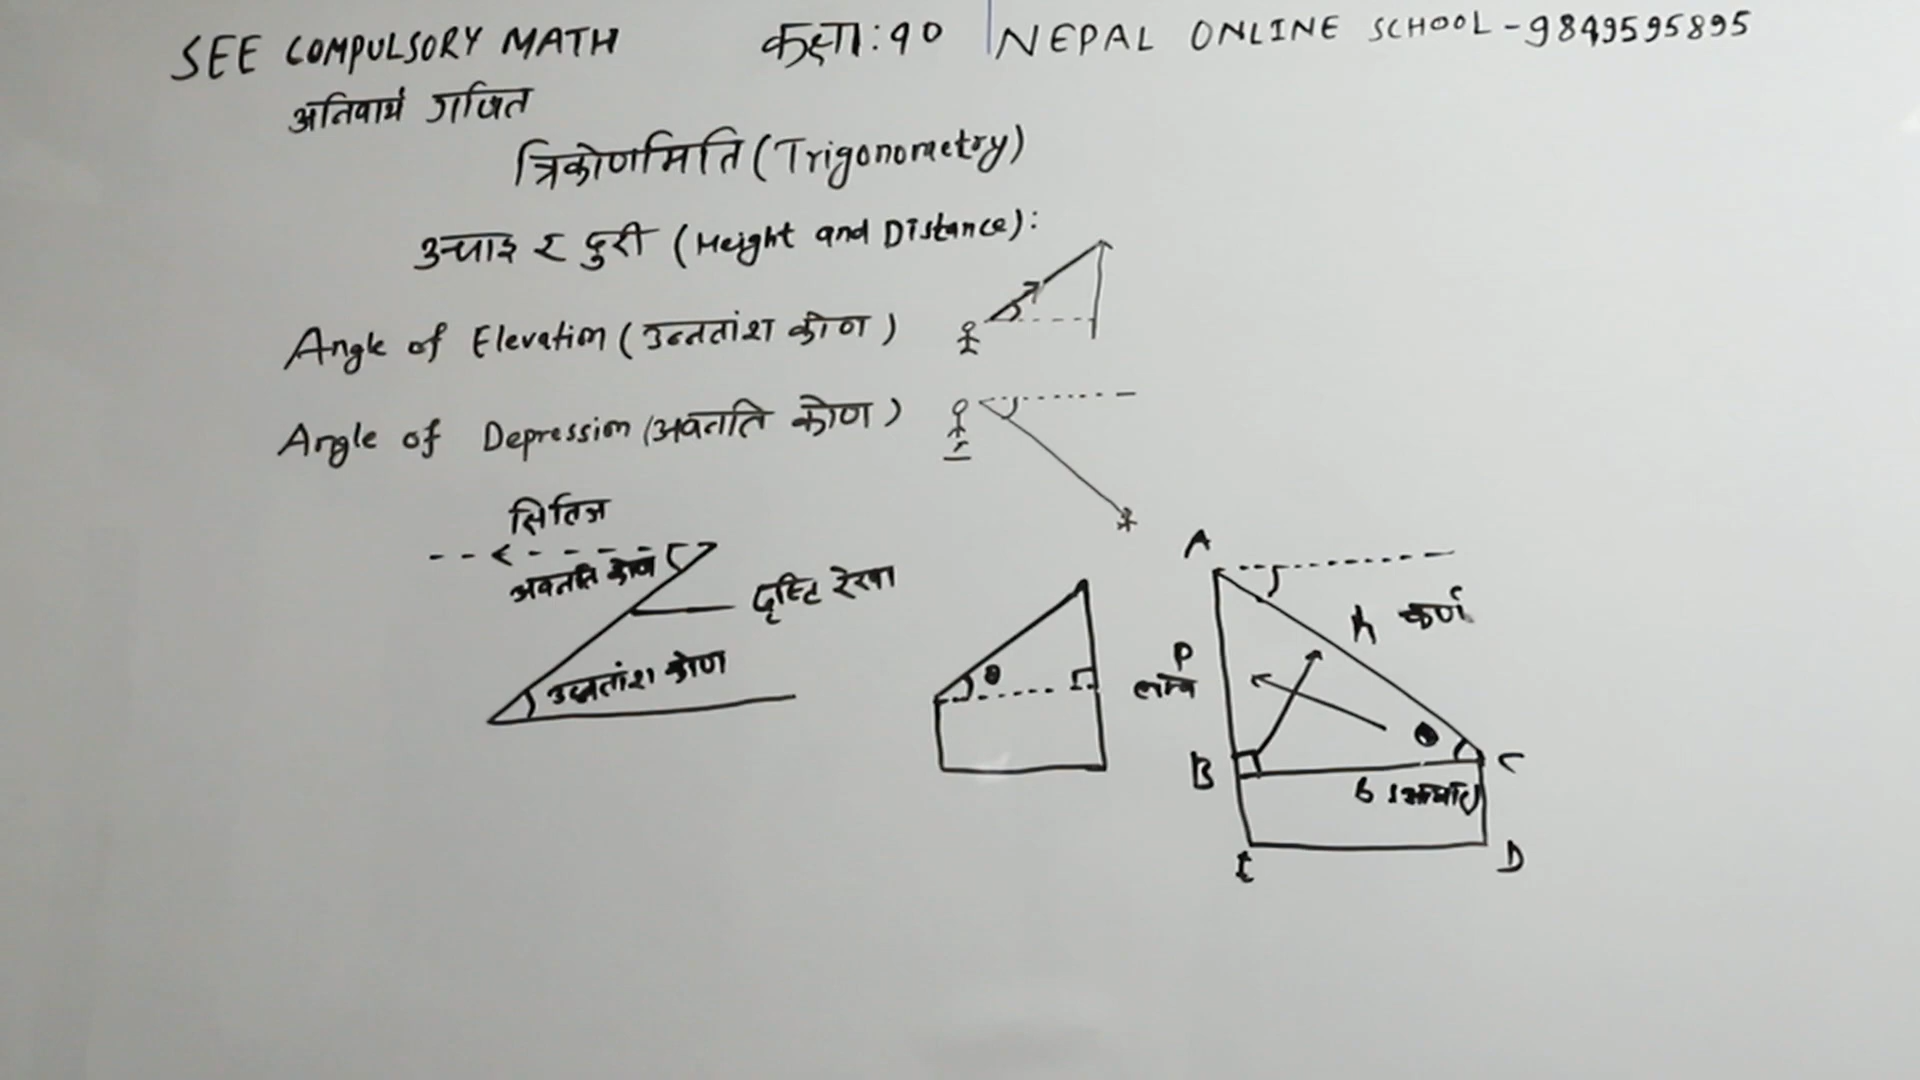 SEE COMPULSORY MATH कक्षा: १० NEPAL ONLINE SCHOOL - 9849595895
अनिवार्य गणित
त्रिकोणमिति (Trigonometry)
उचाइ र दुरी (Height and Distance):
Angle of Elevation (उन्नतांश कोण)
Angle of Depression (अवनति कोण)
क्षितिज
अवनति कोण
दृष्टि रेखा
उन्नतांश कोण
θ
A
h कर्ण
P
लम्ब
B
C
b आधार
E
D